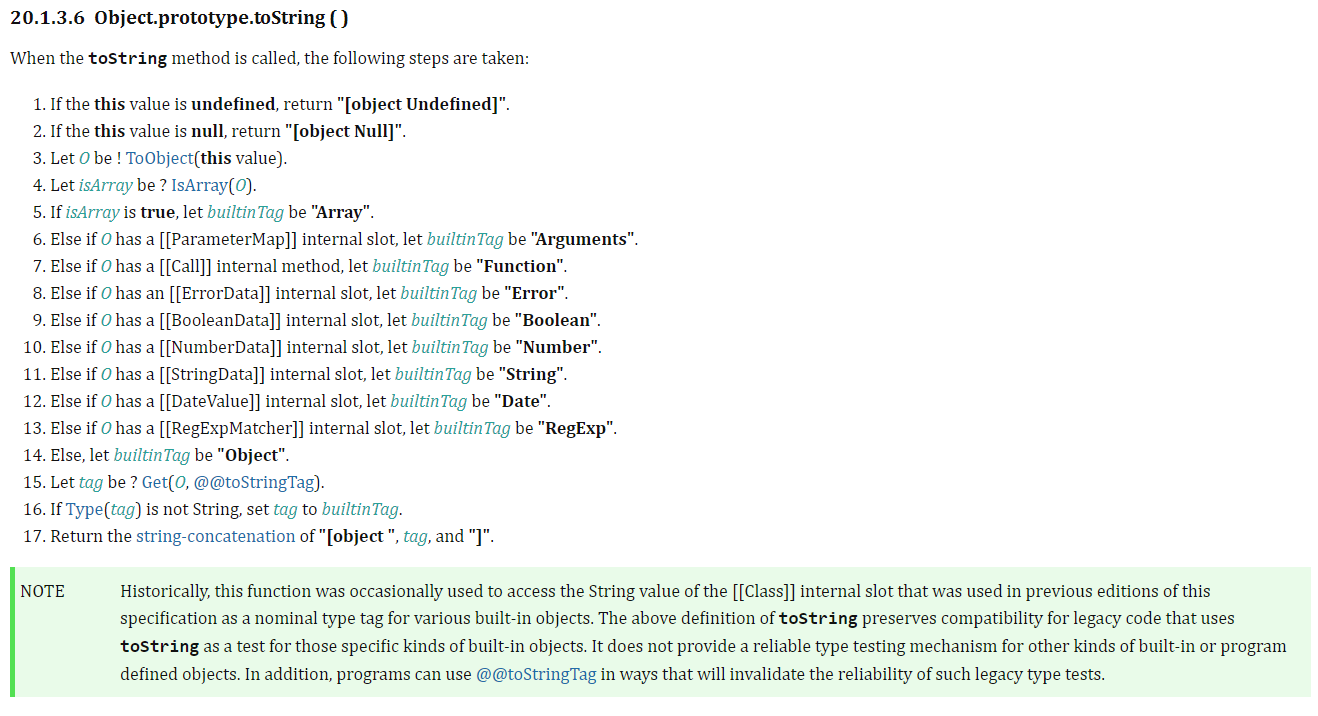 20.1.3.6 Object.prototype.toString ( )
When the toString method is called, the following steps are taken:
1. If the this value is undefined, return "[object Undefined]".
2. If the this value is null, return "[object Null]".
3. Let O be ! ToObject(this value).
4. Let isArray be ? IsArray(O).
5. If isArray is true, let builtinTag be "Array".
6. Else if O has a [[ParameterMap]] internal slot, let builtinTag be "Arguments".
7. Else if O has a [[Call]] internal method, let builtinTag be "Function".
8. Else if O has an [[ErrorData]] internal slot, let builtinTag be "Error".
9. Else if O has a [[BooleanData]] internal slot, let builtinTag be "Boolean".
10. Else if O has a [[NumberData]] internal slot, let builtinTag be "Number".
11. Else if O has a [[StringData]] internal slot, let builtinTag be "String".
12. Else if O has a [[DateValue]] internal slot, let builtinTag be "Date".
13. Else if O has a [[RegExpMatcher]] internal slot, let builtinTag be "RegExp".
14. Else, let builtinTag be "Object".
15. Let tag be ? Get(O, @@toStringTag).
16. If Type(tag) is not String, set tag to builtinTag.
17. Return the string-concatenation of "[object ", tag, and "]".
NOTE Historically, this function was occasionally used to access the String value of the [[Class]] internal slot that was used in previous editions of this
specification as a nominal type tag for various built-in objects. The above definition of toString preserves compatibility for legacy code that uses
toString as a test for those specific kinds of built-in objects. It does not provide a reliable type testing mechanism for other kinds of built-in or program
defined objects. In addition, programs can use @@toStringTag in ways that will invalidate the reliability of such legacy type tests.